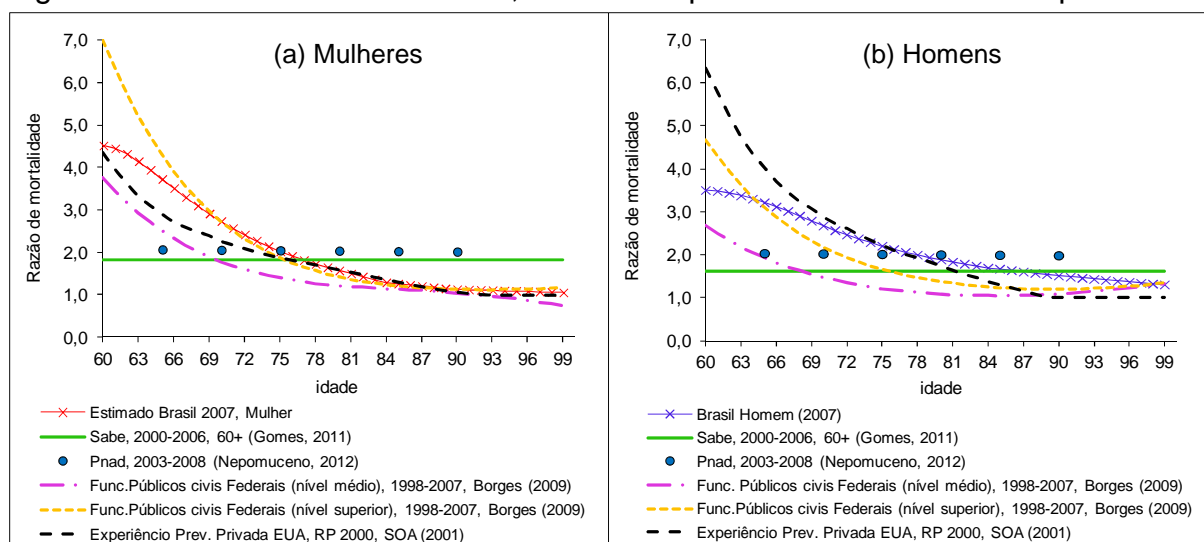 (a) Mulheres
Razão de mortalidade
7,0
6,0
5,0
4,0
3,0
2,0
1,0
0,0
60 63 66 69 72 75 78 81 84 87 90 93 96 99
idade
Estimado Brasil 2007, Mulher
Sabe, 2000-2006, 60+ (Gomes, 2011)
Pnad, 2003-2008 (Nepomuceno, 2012)
Func.Públicos civis Federais (nível médio), 1998-2007, Borges (2009)
Func.Públicos civis Federais (nível superior), 1998-2007, Borges (2009)
Experiêncio Prev. Privada EUA, RP 2000, SOA (2001)
(b) Homens
Razão de mortalidade
7,0
6,0
5,0
4,0
3,0
2,0
1,0
0,0
60 63 66 69 72 75 78 81 84 87 90 93 96 99
idade
Brasil Homem (2007)
Sabe, 2000-2006, 60+ (Gomes, 2011)
Pnad, 2003-2008 (Nepomuceno, 2012)
Func. Públicos civis Federais (nível médio), 1998-2007, Borges (2009)
Func.Públicos civis Federais (nível superior), 1998-2007, Borges (2009)
Experiêncio Prev. Privada EUA, RP 2000, SOA (2001)